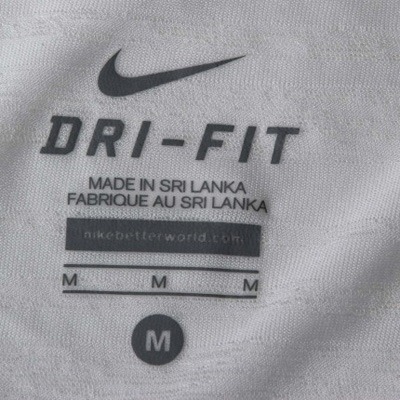 DRI-FIT
MADE IN SRI LANKA
FABRIQUE AU SRI LANKA
nikebetterworld.com
M M M
M